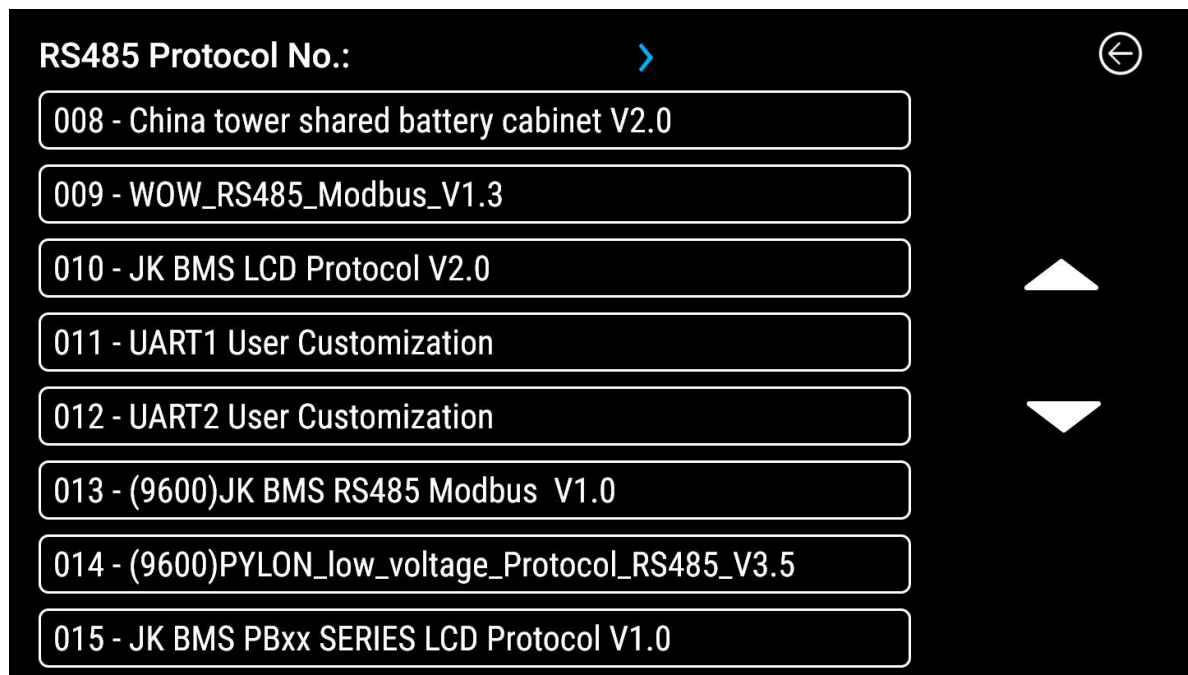 RS485 Protocol No.:
008 - China tower shared battery cabinet V2.0
009 - WOW_RS485_Modbus_V1.3
010 - JK BMS LCD Protocol V2.0
011 - UART1 User Customization
012 - UART2 User Customization
013 - (9600)JK BMS RS485 Modbus  V1.0
014 - (9600)PYLON_low_voltage_Protocol_RS485_V3.5
015 - JK BMS PBxx SERIES LCD Protocol V1.0